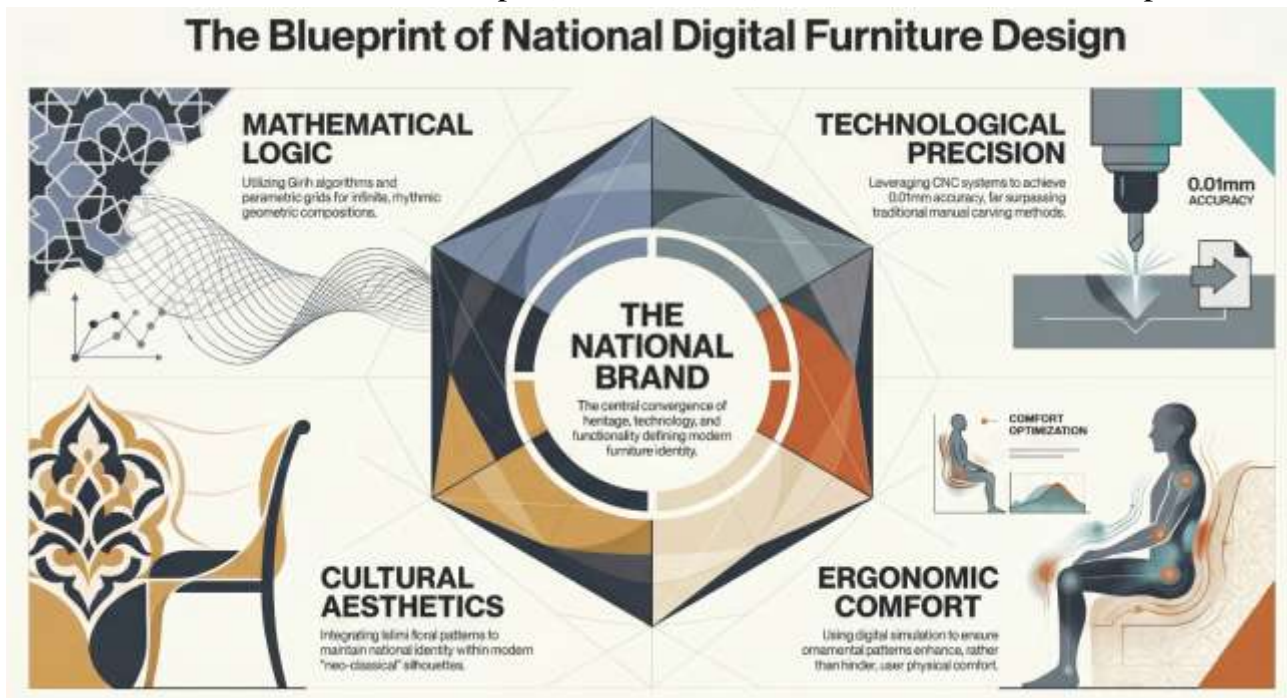 The Blueprint of National Digital Furniture Design
MATHEMATICAL
LOGIC
Utilizing Girih algorithms and
parametric grids for infinite, rhythmic
geometric compositions.
TECHNOLOGICAL
PRECISION
Leveraging CNC systems to achieve
0.01mm accuracy, far surpassing
traditional manual carving methods.
0.01mm
ACCURACY
THE
NATIONAL
BRAND
The central convergence of
heritage, technology, and
functionality defining modern
furniture identity.
CULTURAL
AESTHETICS
Integrating Islimi floral patterns to
maintain national identity within modern
"neo-classical" silhouettes.
COMFORT
OPTIMIZATION
ERGONOMIC
COMFORT
Using digital simulation to ensure
ornamental patterns enhance, rather
than hinder, user physical comfort.